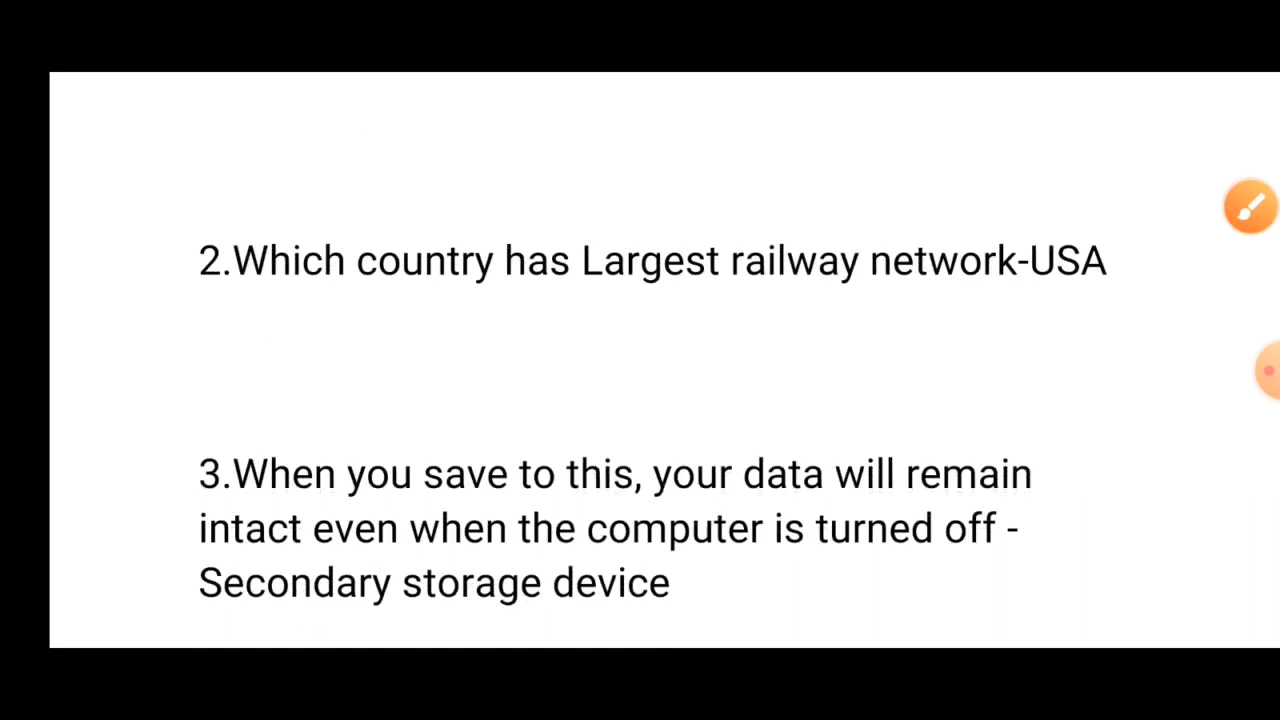 2.Which country has Largest railway network-USA
3.When you save to this, your data will remain
intact even when the computer is turned off -
Secondary storage device